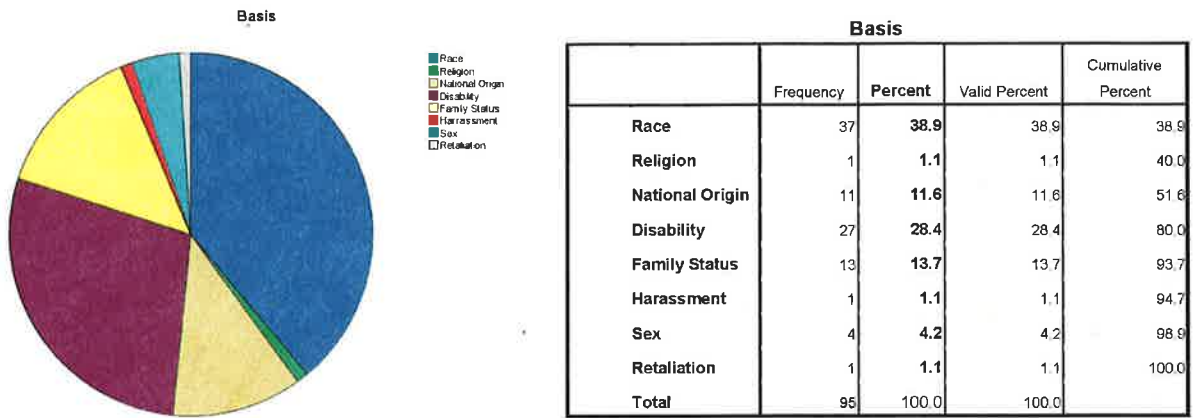 Basis
Race
Religion
National Origin
Disability
Family Status
Harrassment
Sex
Retaliation
Basis
Frequency Percent Valid Percent Cumulative Percent
Race 37 38.9 38.9 38.9
Religion 1 1.1 1.1 40.0
National Origin 11 11.6 11.6 51.6
Disability 27 28.4 28.4 80.0
Family Status 13 13.7 13.7 93.7
Harassment 1 1.1 1.1 94.7
Sex 4 4.2 4.2 98.9
Retaliation 1 1.1 1.1 100.0
Total 95 100.0 100.0